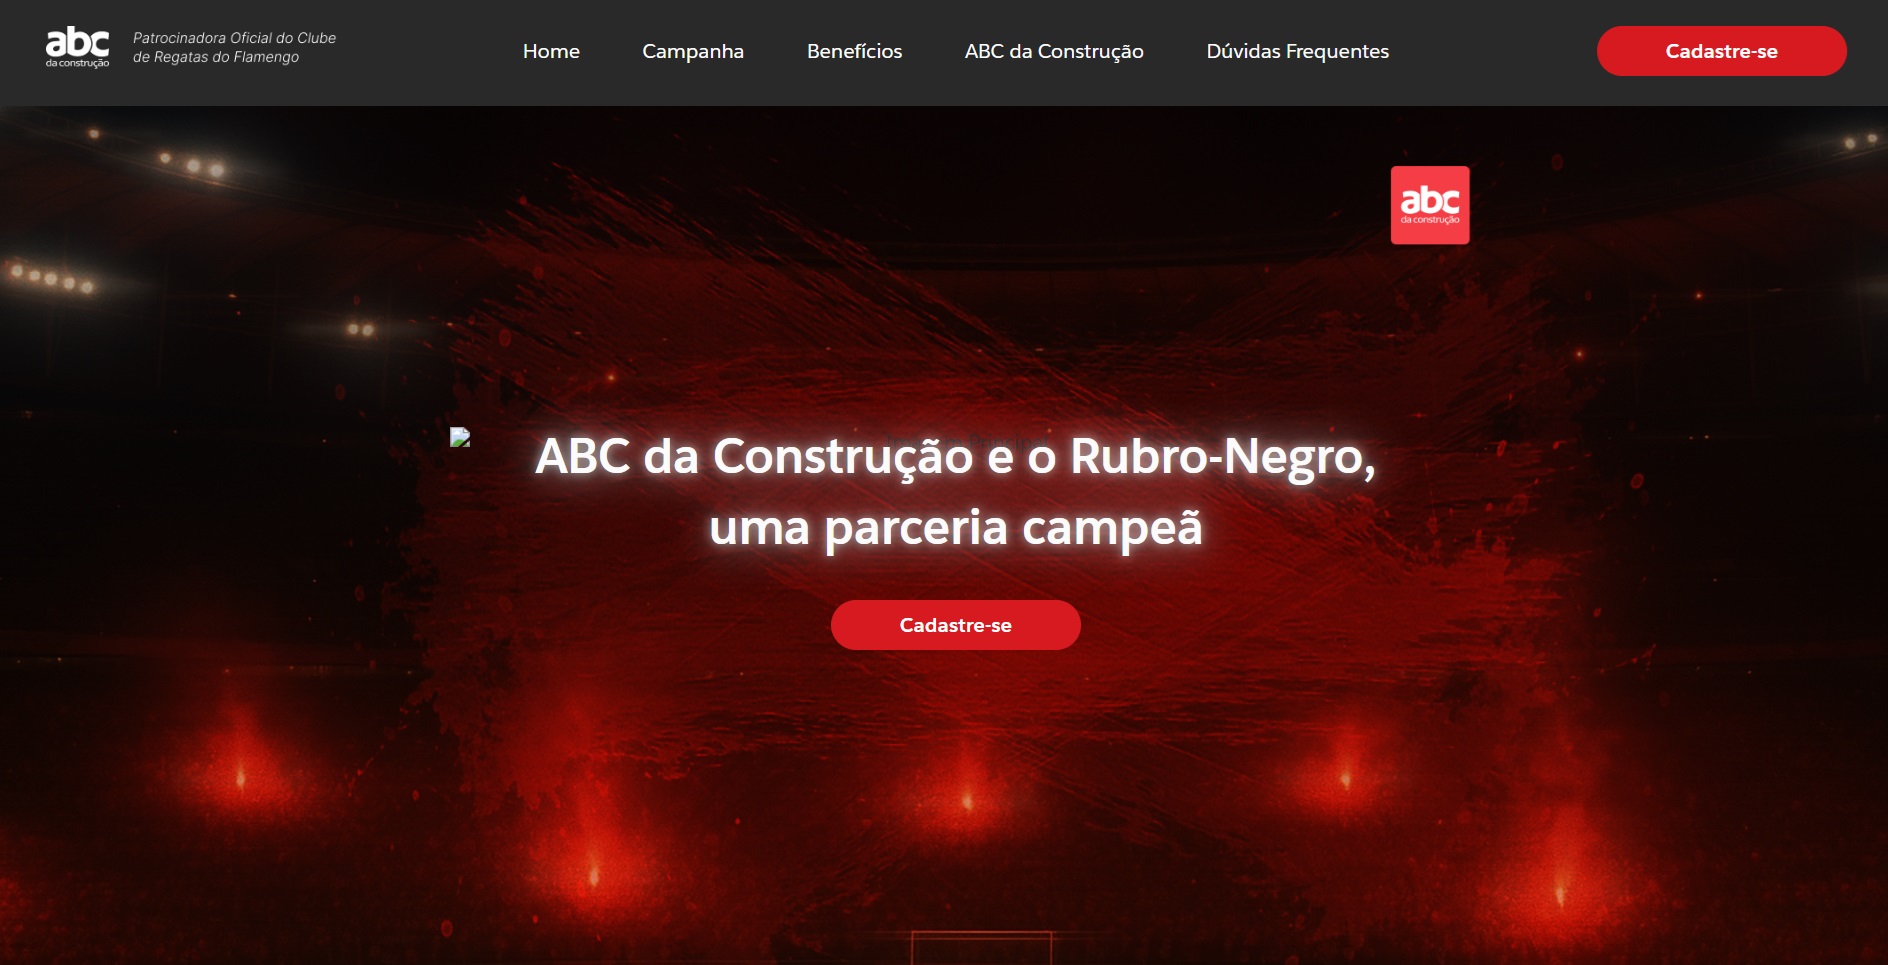 abc
da construção
Patrocinadora Oficial do Clube
de Regatas do Flamengo
Home
Campanha
Benefícios
ABC da Construção
Dúvidas Frequentes
Cadastre-se
abc
da construção
ABC da Construção e o Rubro-Negro,
uma parceria campeã
Cadastre-se